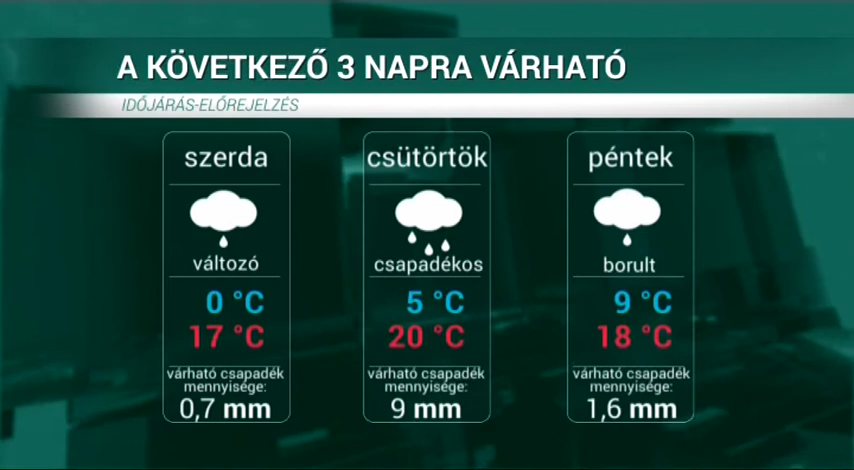 A KÖVETKEZŐ 3 NAPRA VÁRHATÓ
IDŐJÁRÁS-ELŐREJELZÉS
szerda
változó
0 °C
17 °C
várható csapadék
mennyisége:
0,7 mm
csütörtök
csapadékos
5 °C
20 °C
várható csapadék
mennyisége:
9 mm
péntek
borult
9 °C
18 °C
várható csapadék
mennyisége:
1,6 mm